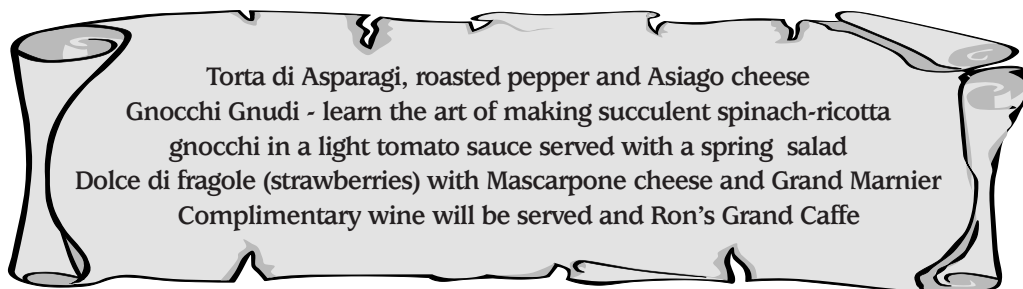 Torta di Asparagi, roasted pepper and Asiago cheese
Gnocchi Gnudi - learn the art of making succulent spinach-ricotta
gnocchi in a light tomato sauce served with a spring salad
Dolce di fragole (strawberries) with Mascarpone cheese and Grand Marnier
Complimentary wine will be served and Ron's Grand Caffe